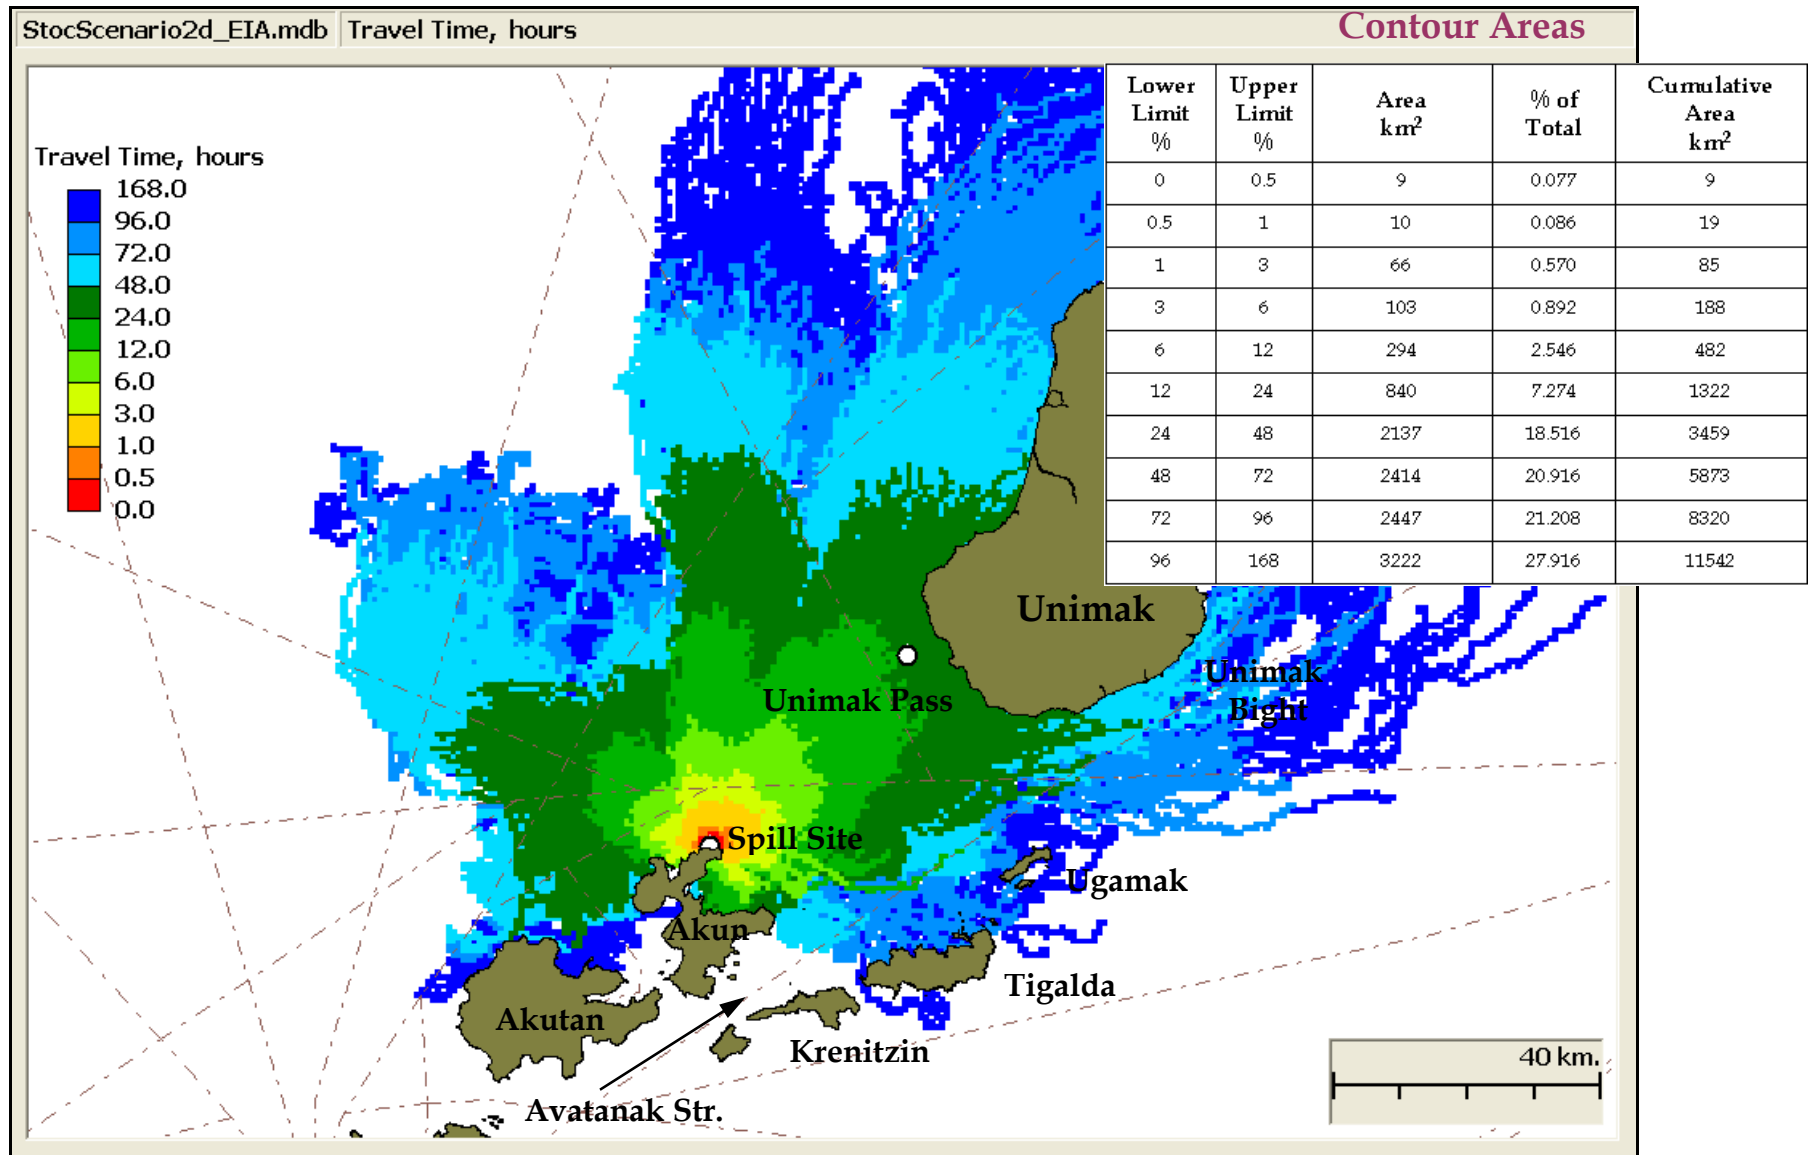 StocScenario2d_EIA.mdb Travel Time, hours
Contour Areas
Lower Limit % Upper Limit % Area km² % of Total Cumulative Area km²
0 0.5 9 0.077 9
0.5 1 10 0.086 19
1 3 66 0.570 85
3 6 103 0.892 188
6 12 294 2.546 482
12 24 840 7.274 1322
24 48 2137 18.516 3459
48 72 2414 20.916 5873
72 96 2447 21.208 8320
96 168 3222 27.916 11542
Travel Time, hours
168.0
96.0
72.0
48.0
24.0
12.0
6.0
3.0
1.0
0.5
0.0
Unimak
Unimak
Bight
Unimak Pass
Spill Site
Ugamak
Akun
Tigalda
Akutan
Krenitzin
Avatanak Str.
40 km.